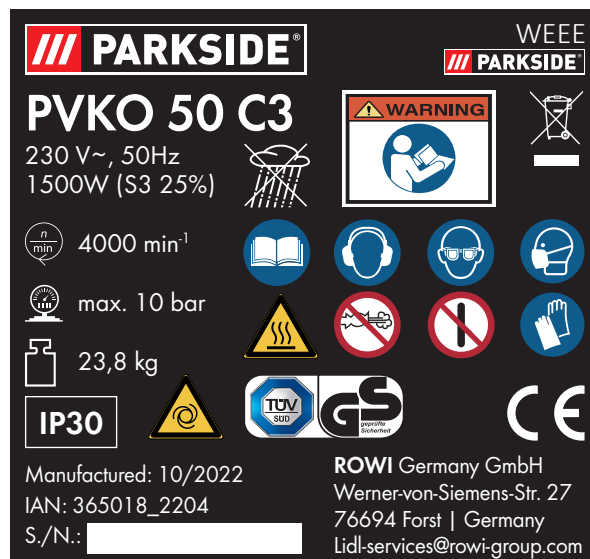 /// PARKSIDE®
WEEE
/// PARKSIDE®
PVKO 50 C3
230 V~, 50Hz
1500W (S3 25%)
WARNING
n
min
4000 min⁻¹
max. 10 bar
23,8 kg
IP30
TÜV
SÜD
GS
geprüfte
Sicherheit
CE
Manufactured: 10/2022
IAN: 365018_2204
S./N.:
ROWI Germany GmbH
Werner-von-Siemens-Str. 27
76694 Forst | Germany
Lidl-services@rowi-group.com